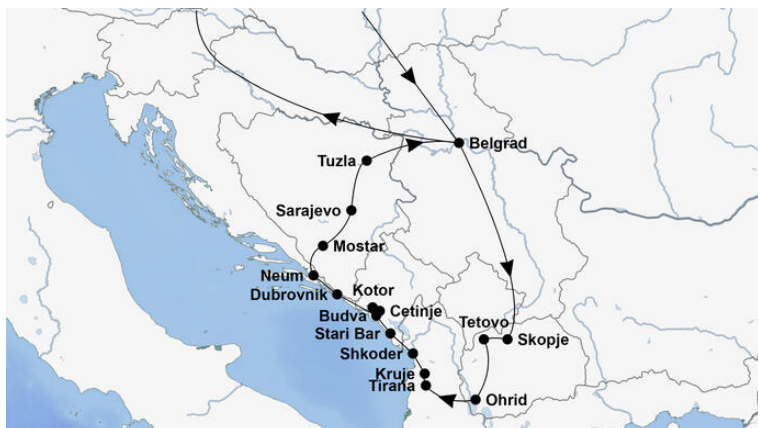 Belgrad
Tuzla
Sarajevo
Mostar
Neum
Kotor
Dubrovnik
Cetinje
Budva
Tetovo
Stari Bar
Skopje
Shkoder
Kruje
Tirana
Ohrid